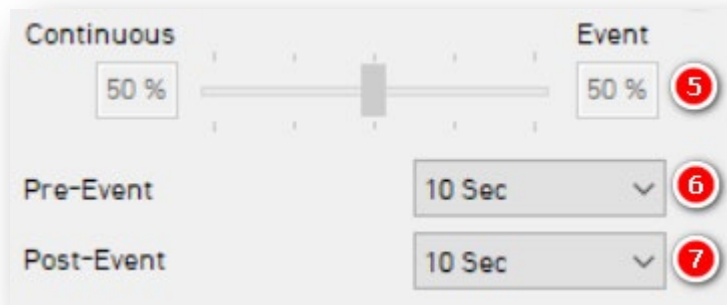 Continuous Event
50 % 50 % 5
Pre-Event 10 Sec 6
Post-Event 10 Sec 7